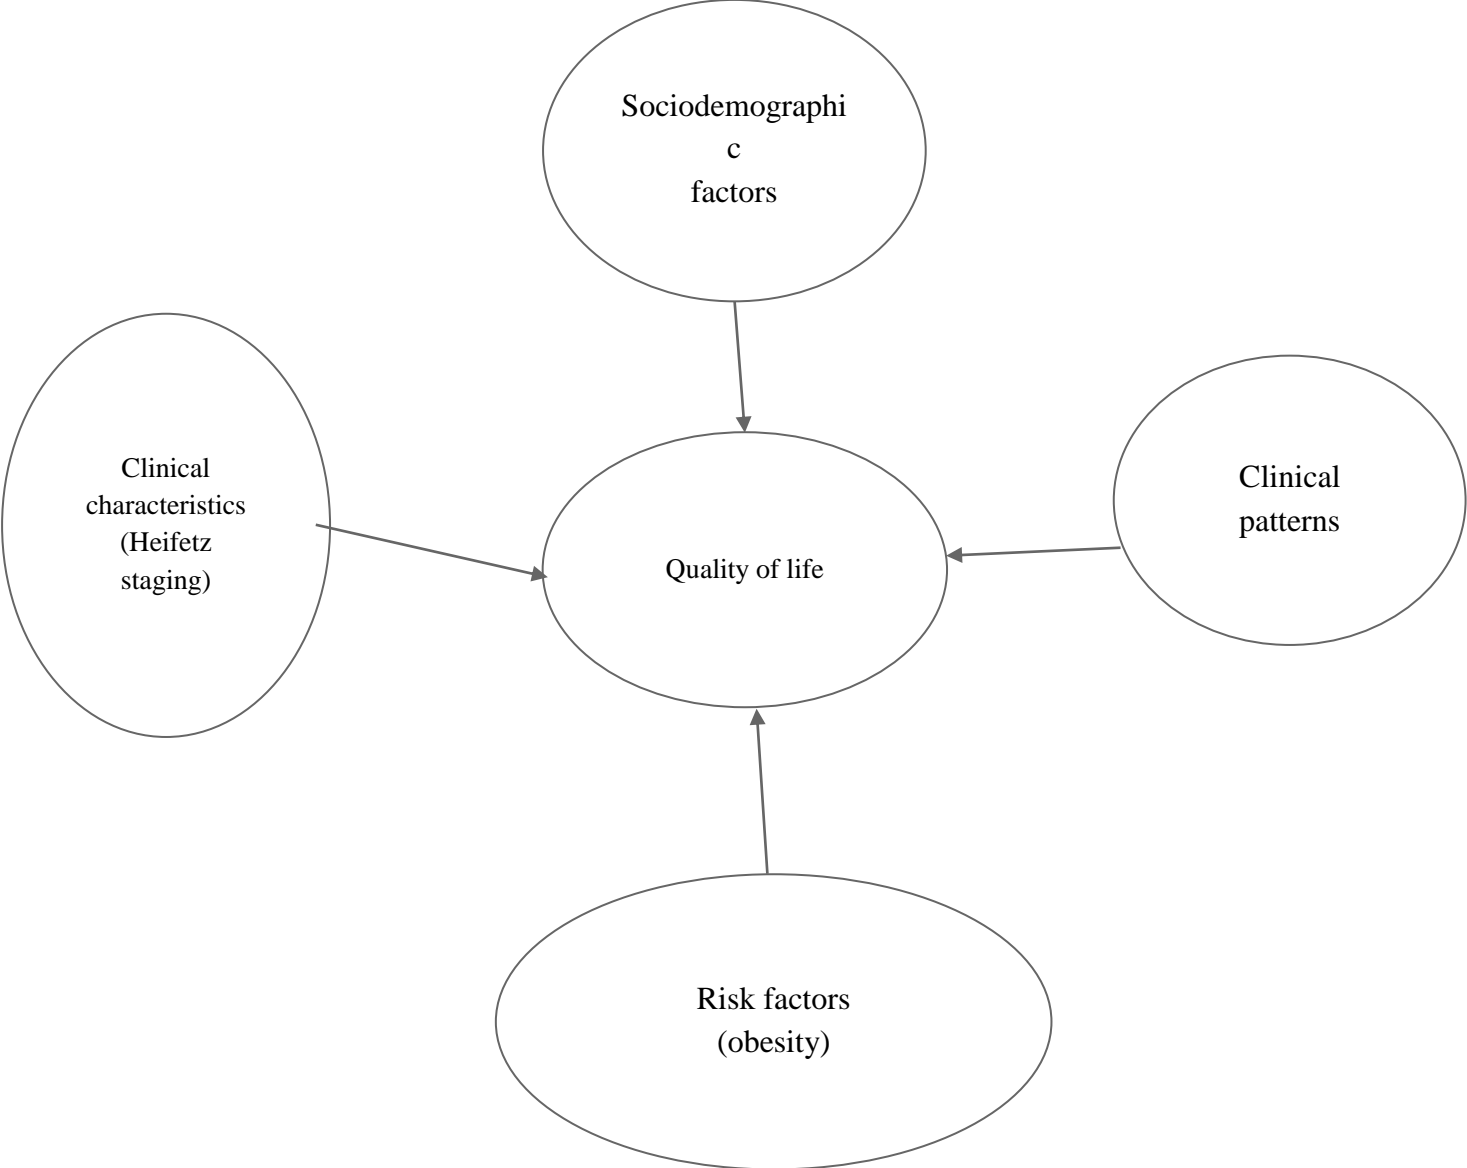 Sociodemographi
c
factors
Clinical
characteristics
(Heifetz
staging)
Quality of life
Clinical
patterns
Risk factors
(obesity)